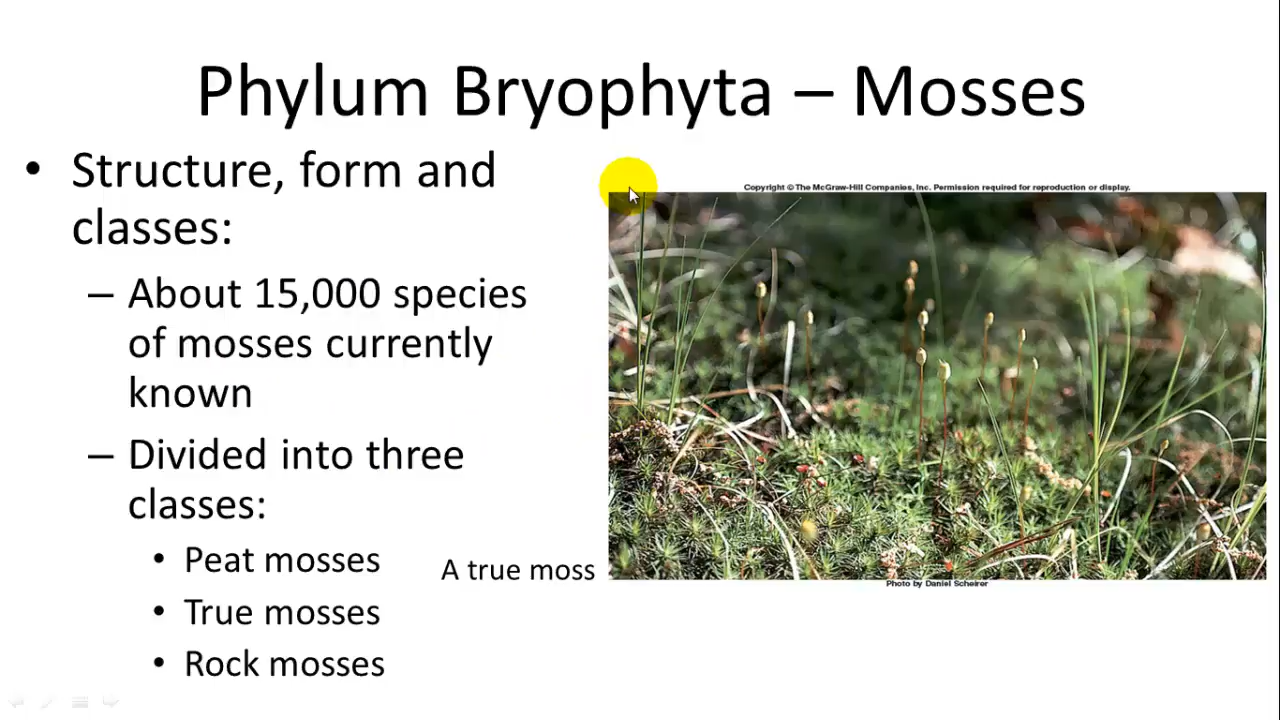 Phylum Bryophyta – Mosses
• Structure, form and
classes:
– About 15,000 species
of mosses currently
known
– Divided into three
classes:
• Peat mosses
• True mosses
• Rock mosses
A true moss
Copyright © The McGraw-Hill Companies, Inc. Permission required for reproduction or display.
Photo by Daniel Scheirer